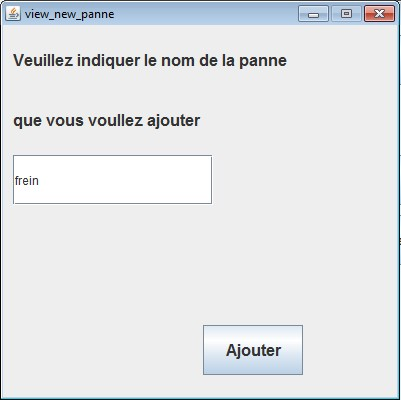 view_new_panne
Veuillez indiquer le nom de la panne
que vous voullez ajouter
frein
Ajouter